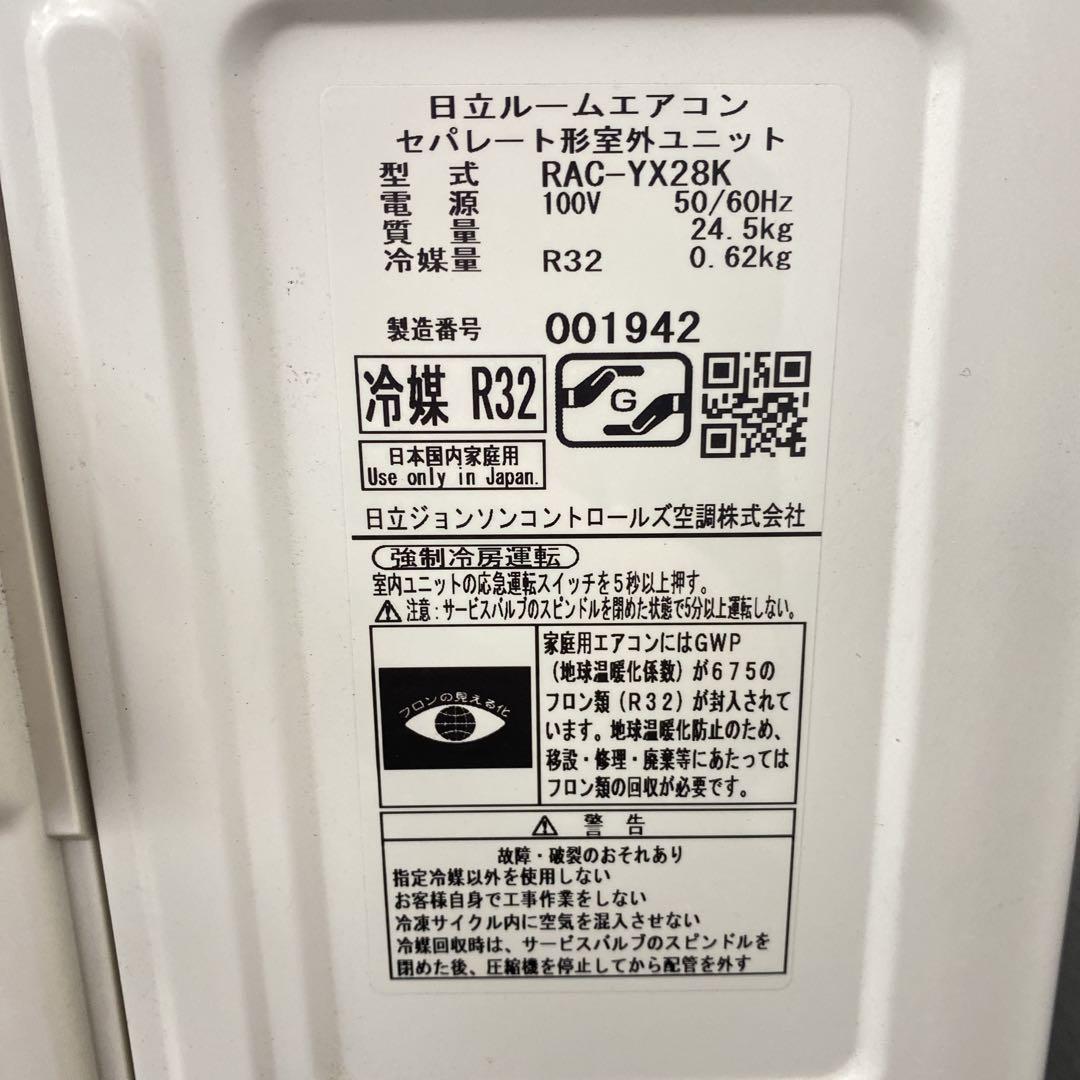 日立ルームエアコン
セパレート形室外ユニット
型 式 RAC-YX28K
電 源 100V 50/60Hz
質 量 24.5kg
冷媒量 R32 0.62kg
製造番号 001942
冷媒 R32
G
日本国内家庭用
Use only in Japan.
日立ジョンソンコントロールズ空調株式会社
強制冷房運転
室内ユニットの応急運転スイッチを5秒以上押す。
⚠注意:サービスバルブのスピンドルを閉めた状態で5分以上運転しない。
フロンの見える化
家庭用エアコンにはGWP
(地球温暖化係数)が675の
フロン類(R32)が封入されて
います。地球温暖化防止のため、
移設・修理・廃棄等にあたっては
フロン類の回収が必要です。
⚠ 警 告
故障・破裂のおそれあり
指定冷媒以外を使用しない
お客様自身で工事作業をしない
冷凍サイクル内に空気を混入させない
冷媒回収時は、サービスバルブのスピンドルを
閉めた後、圧縮機を停止してから配管を外す